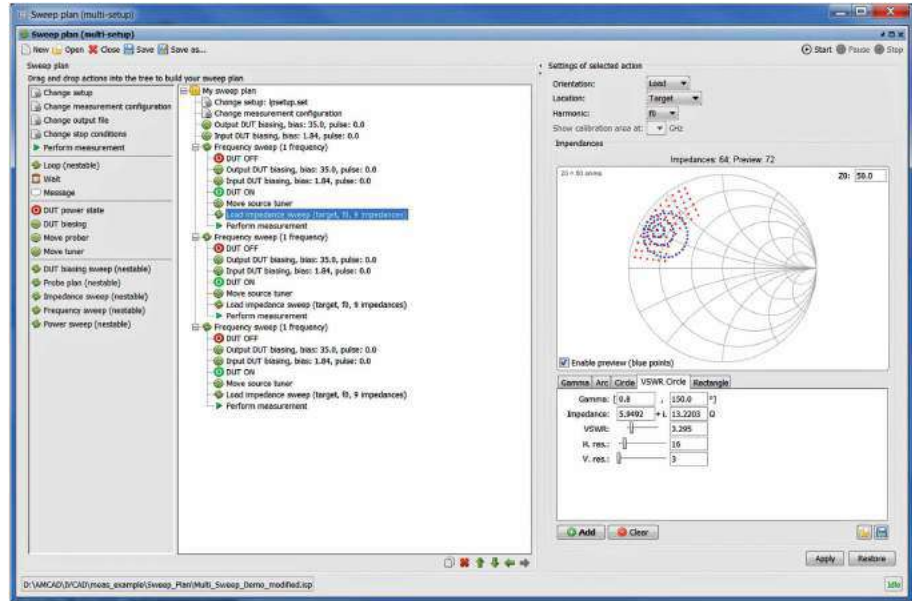 Sweep plan (multi-setup)
Sweep plan (multi-setup)
New Open Close Save Save as...
Start Pause Stop
Sweep plan
Drag and drop actions into the tree to build your sweep plan
Change setup
Change measurement configuration
Change output file
Change stop conditions
Perform measurement
Loop (nestable)
Wait
Message
DUT power state
DUT biasing
Move prober
Move tuner
DUT biasing sweep (nestable)
Probe plan (nestable)
Impedance sweep (nestable)
Frequency sweep (nestable)
Power sweep (nestable)
My sweep plan
Change setup: lpsetup.set
Change measurement configuration
Output DUT biasing, bias: 35.0, pulse: 0.0
Input DUT biasing, bias: 1.84, pulse: 0.0
Frequency sweep (1 frequency)
DUT OFF
Output DUT biasing, bias: 35.0, pulse: 0.0
Input DUT biasing, bias: 1.84, pulse: 0.0
DUT ON
Move source tuner
Load impedance sweep (target, f0, 9 impedances)
Perform measurement
Frequency sweep (1 frequency)
DUT OFF
Output DUT biasing, bias: 35.0, pulse: 0.0
Input DUT biasing, bias: 1.84, pulse: 0.0
DUT ON
Move source tuner
Load impedance sweep (target, f0, 9 impedances)
Perform measurement
Frequency sweep (1 frequency)
DUT OFF
Output DUT biasing, bias: 35.0, pulse: 0.0
Input DUT biasing, bias: 1.84, pulse: 0.0
DUT ON
Move source tuner
Load impedance sweep (target, f0, 9 impedances)
Perform measurement
Settings of selected action
Orientation: Load
Location: Target
Harmonic: f0
Show calibration area at: GHz
Impendances
Impedances: 64; Preview: 72
Z0 = 50 ohms
Z0: 50.0
Enable preview (blue points)
Gamma Arc Circle VSWR Circle Rectangle
Gamma: [ 0.8 , 150.0 °]
Impedance: 5.9492 + i. 13.2203 Ω
VSWR: 3.295
H. res.: 16
V. res.: 3
Add Clear
Apply Restore
D:\AMCAD\IVCAD\meas_example\Sweep_Plan\Multi_Sweep_Demo_modified.isp
Idle